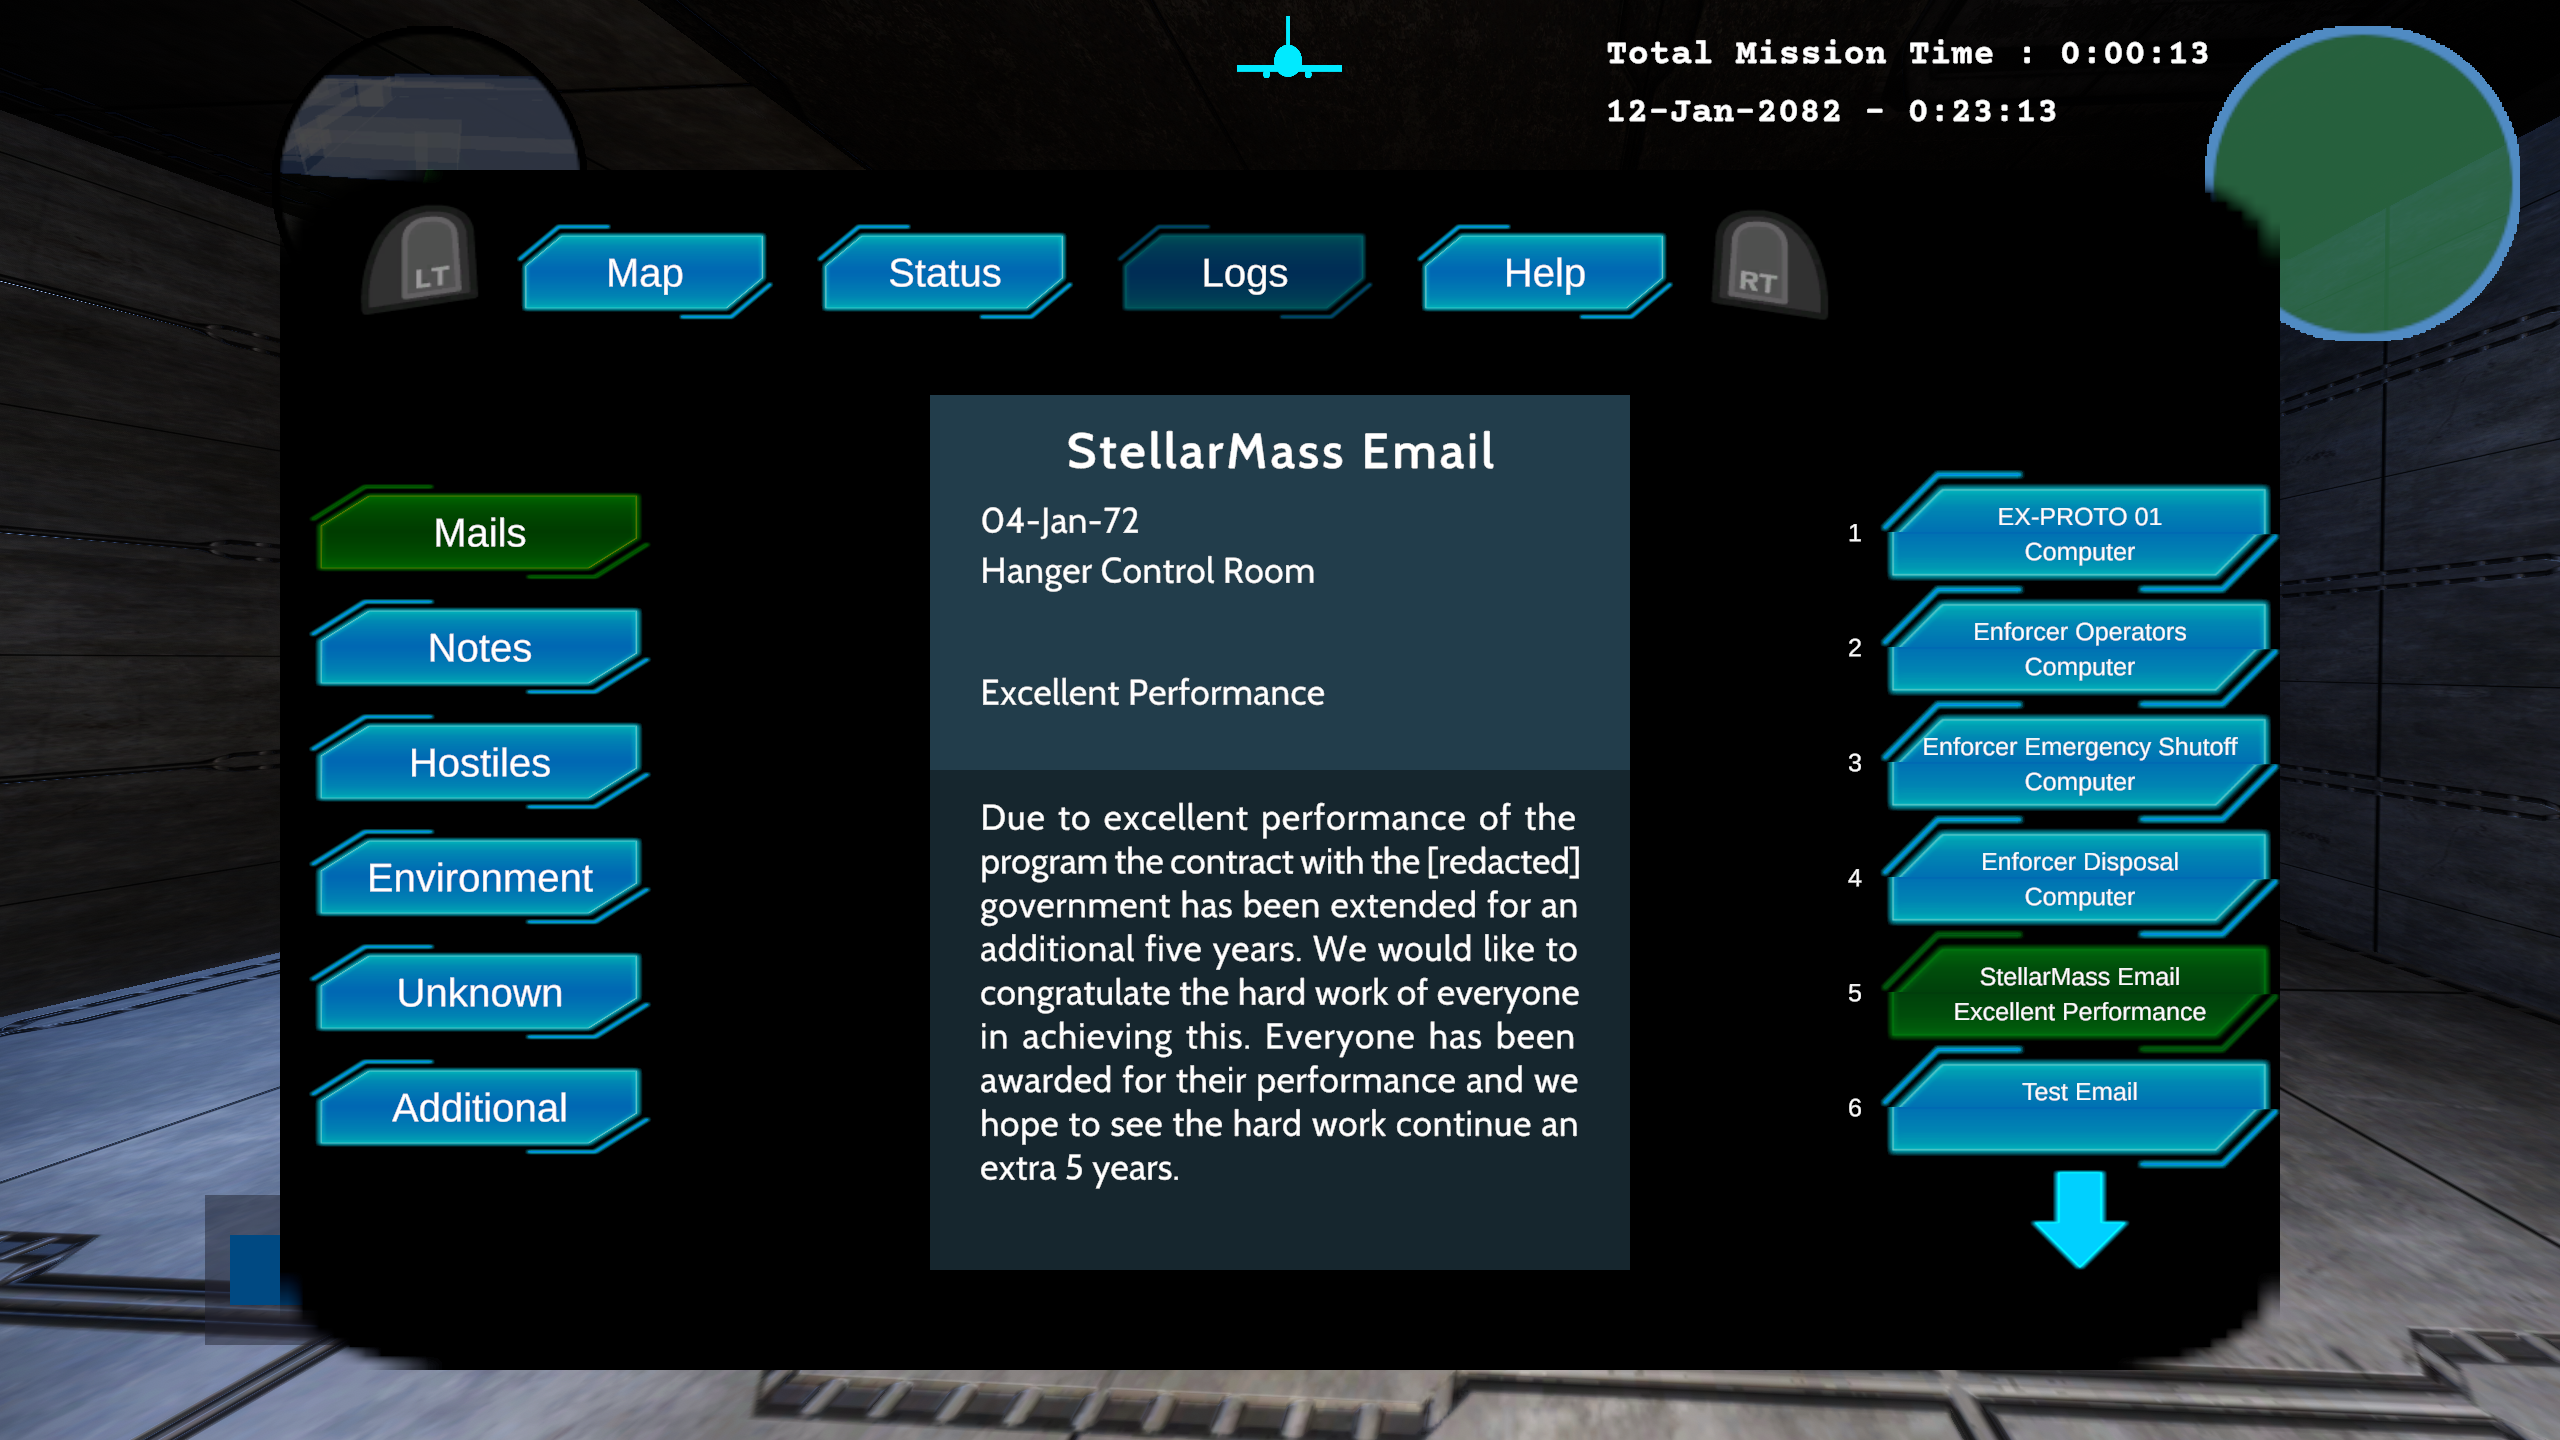 Total Mission Time : 0:00:13
12-Jan-2082 - 0:23:13
LT
Map
Status
Logs
Help
RT
Mails
Notes
Hostiles
Environment
Unknown
Additional
StellarMass Email
04-Jan-72
Hanger Control Room
Excellent Performance
Due to excellent performance of the
program the contract with the [redacted]
government has been extended for an
additional five years. We would like to
congratulate the hard work of everyone
in achieving this. Everyone has been
awarded for their performance and we
hope to see the hard work continue an
extra 5 years.
1
EX-PROTO 01
Computer
2
Enforcer Operators
Computer
3
Enforcer Emergency Shutoff
Computer
4
Enforcer Disposal
Computer
5
StellarMass Email
Excellent Performance
6
Test Email